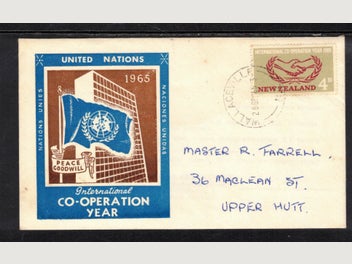 UNITED NATIONS
1965
NATIONS UNIES
NACIONES UNIDAS
PEACE
GOODWILL
International
CO-OPERATION
YEAR
INTERNATIONAL CO-OPERATION YEAR 1965
NEW ZEALAND
4D
WALLACEVILLE
MASTER R. FARRELL.
36 MACLEAN ST.
UPPER HUTT.